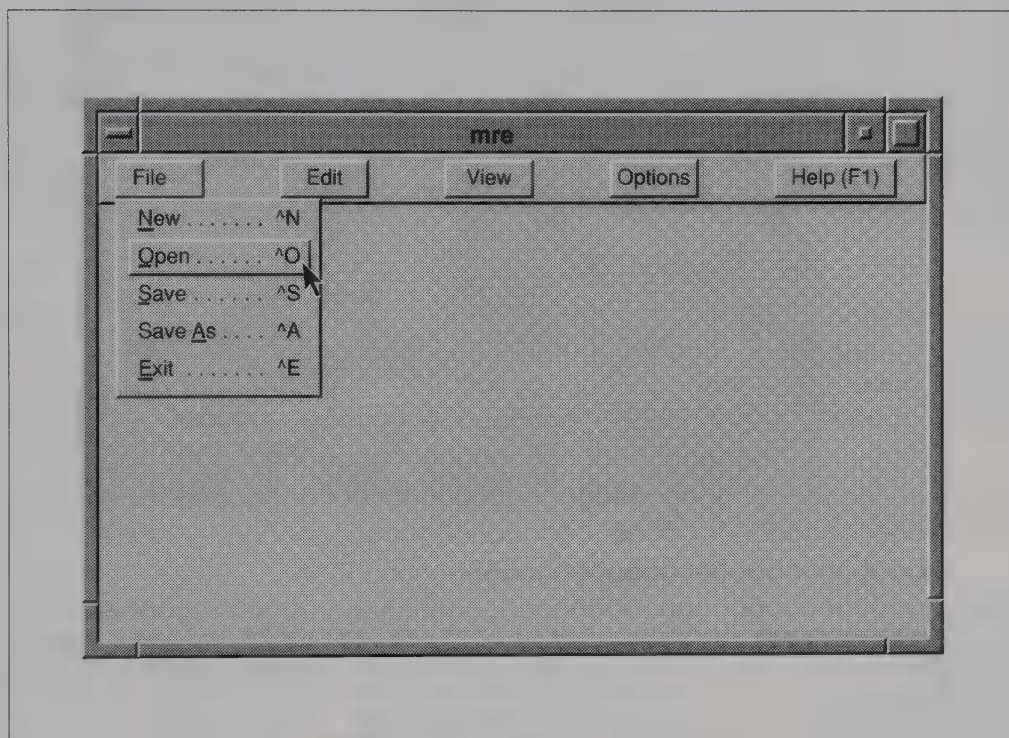 mre
File Edit View Options Help (F1)
New ....... ^N
Open ...... ^O
Save ...... ^S
Save As .... ^A
Exit ....... ^E